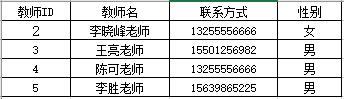 教师ID 教师名 联系方式 性别
2 李晓峰老师 13255556666 女
3 王亮老师 15501256982 男
4 陈可老师 13255556666 男
5 李胜老师 15639865225 男